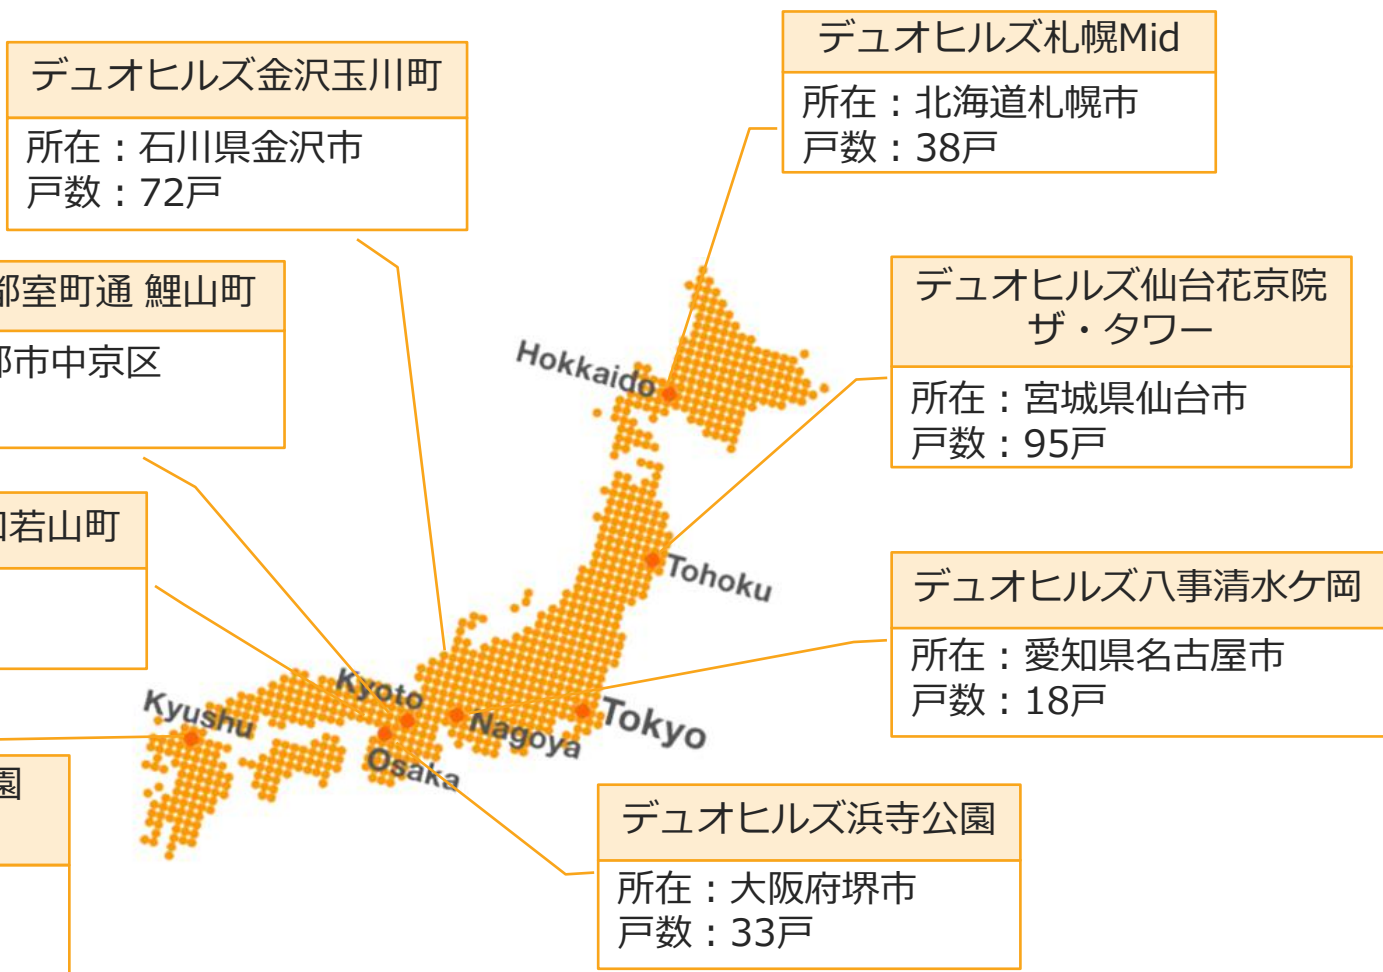 デュオヒルズ金沢玉川町
所在：石川県金沢市
戸数：72戸
デュオヒルズ札幌Mid
所在：北海道札幌市
戸数：38戸
都室町通 鯉山町
都市中京区
デュオヒルズ仙台花京院
ザ・タワー
所在：宮城県仙台市
戸数：95戸
若山町
デュオヒルズ八事清水ケ岡
所在：愛知県名古屋市
戸数：18戸
園
デュオヒルズ浜寺公園
所在：大阪府堺市
戸数：33戸
Hokkaido
Tohoku
Tokyo
Nagoya
Kyoto
Osaka
Kyushu